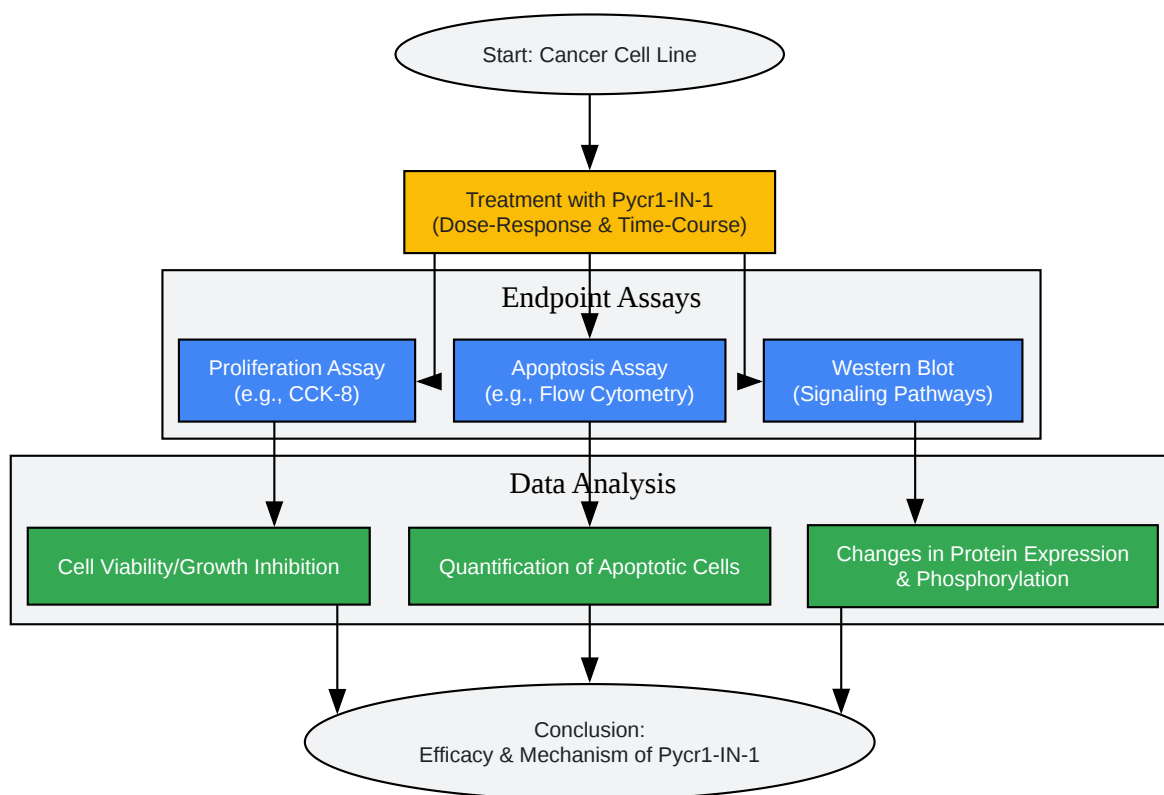 Start: Cancer Cell Line
Treatment with Pycr1-IN-1
(Dose-Response & Time-Course)
Endpoint Assays
Proliferation Assay
(e.g., CCK-8)
Apoptosis Assay
(e.g., Flow Cytometry)
Western Blot
(Signaling Pathways)
Data Analysis
Cell Viability/Growth Inhibition
Quantification of Apoptotic Cells
Changes in Protein Expression
& Phosphorylation
Conclusion:
Efficacy & Mechanism of Pycr1-IN-1